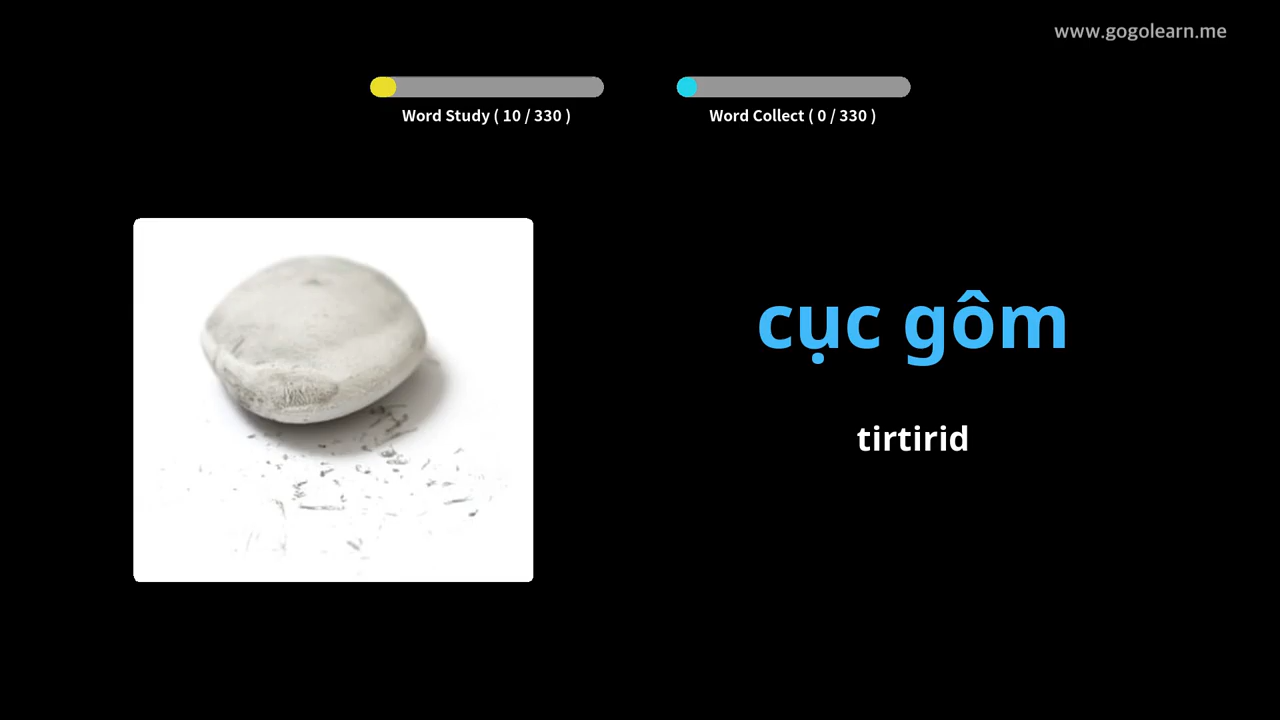 www.gogolearn.me
Word Study ( 10 / 330 )
Word Collect ( 0 / 330 )
cục gôm
tirtirid